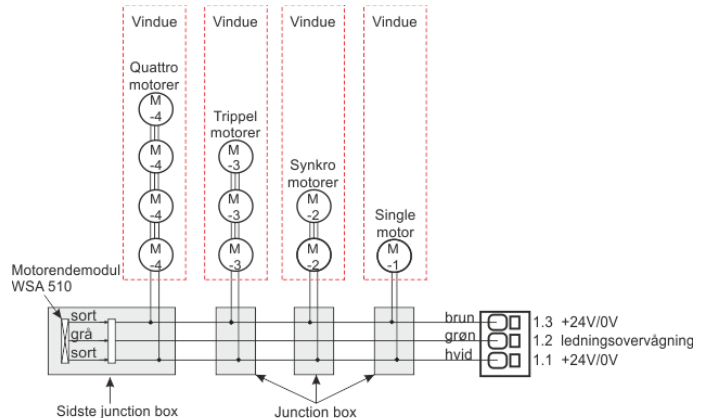 Vindue
Vindue
Vindue
Vindue
Quattro
motorer
M
-4
M
-4
M
-4
M
-4
Trippel
motorer
M
-3
M
-3
M
-3
Synkro
motorer
M
-2
M
-2
Single
motor
M
-1
Motorendemodul
WSA 510
sort
grå
sort
brun
grøn
hvid
1.3 +24V/0V
1.2 ledningsovervågning
1.1 +24V/0V
Sidste junction box
Junction box